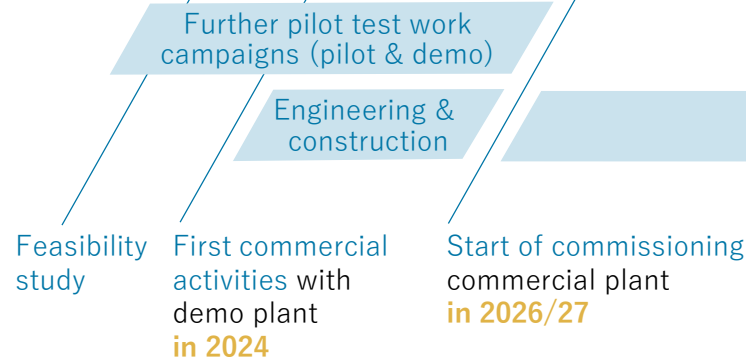 Further pilot test work
campaigns (pilot & demo)
Engineering &
construction
Feasibility
study
First commercial
activities with
demo plant
in 2024
Start of commissioning
commercial plant
in 2026/27